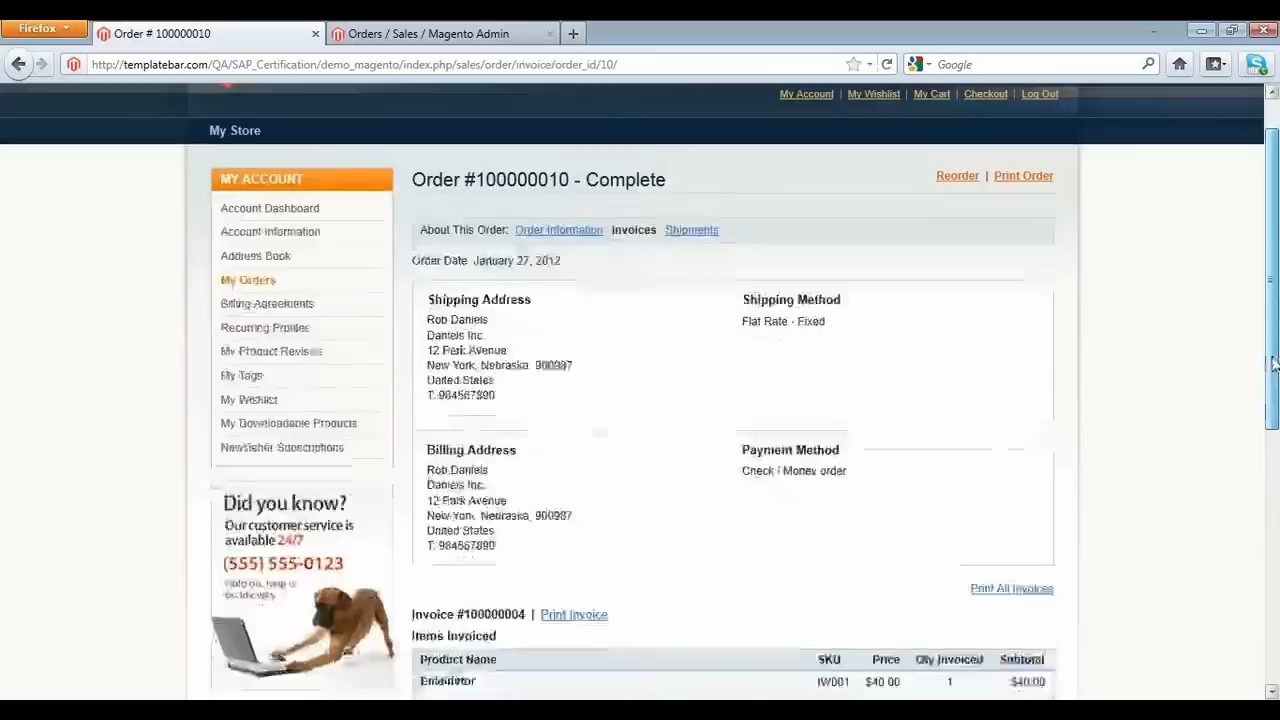 Firefox
Order # 100000010
Orders / Sales / Magento Admin
http://templatebar.com/QA/SAP_Certification/demo_magento/index.php/sales/order/invoice/order_id/10/
Google
My Account | My Wishlist | My Cart | Checkout | Log Out
My Store
MY ACCOUNT
Account Dashboard
Account Information
Address Book
My Orders
Billing Agreements
Recurring Profiles
My Product Reviews
My Tags
My Wishlist
My Downloadable Products
Newsletter Subscriptions
Did you know?
Our customer service is
available 24/7
(555) 555-0123
Order #100000010 - Complete
Reorder | Print Order
About This Order: Order Information Invoices Shipments
Order Date January 27, 2012
Shipping Address
Rob Daniels
Daniels Inc.
12 Park Avenue
New York, Nebraska, 900987
United States
T: 984567890
Shipping Method
Flat Rate - Fixed
Billing Address
Rob Daniels
Daniels Inc.
12 Park Avenue
New York, Nebraska, 900987
United States
T: 984567890
Payment Method
Check / Money order
Print All Invoices
Invoice #100000004 | Print Invoice
Items Invoiced
Product Name SKU Price Qty Invoiced Subtotal
IW001 $40.00 1 $40.00